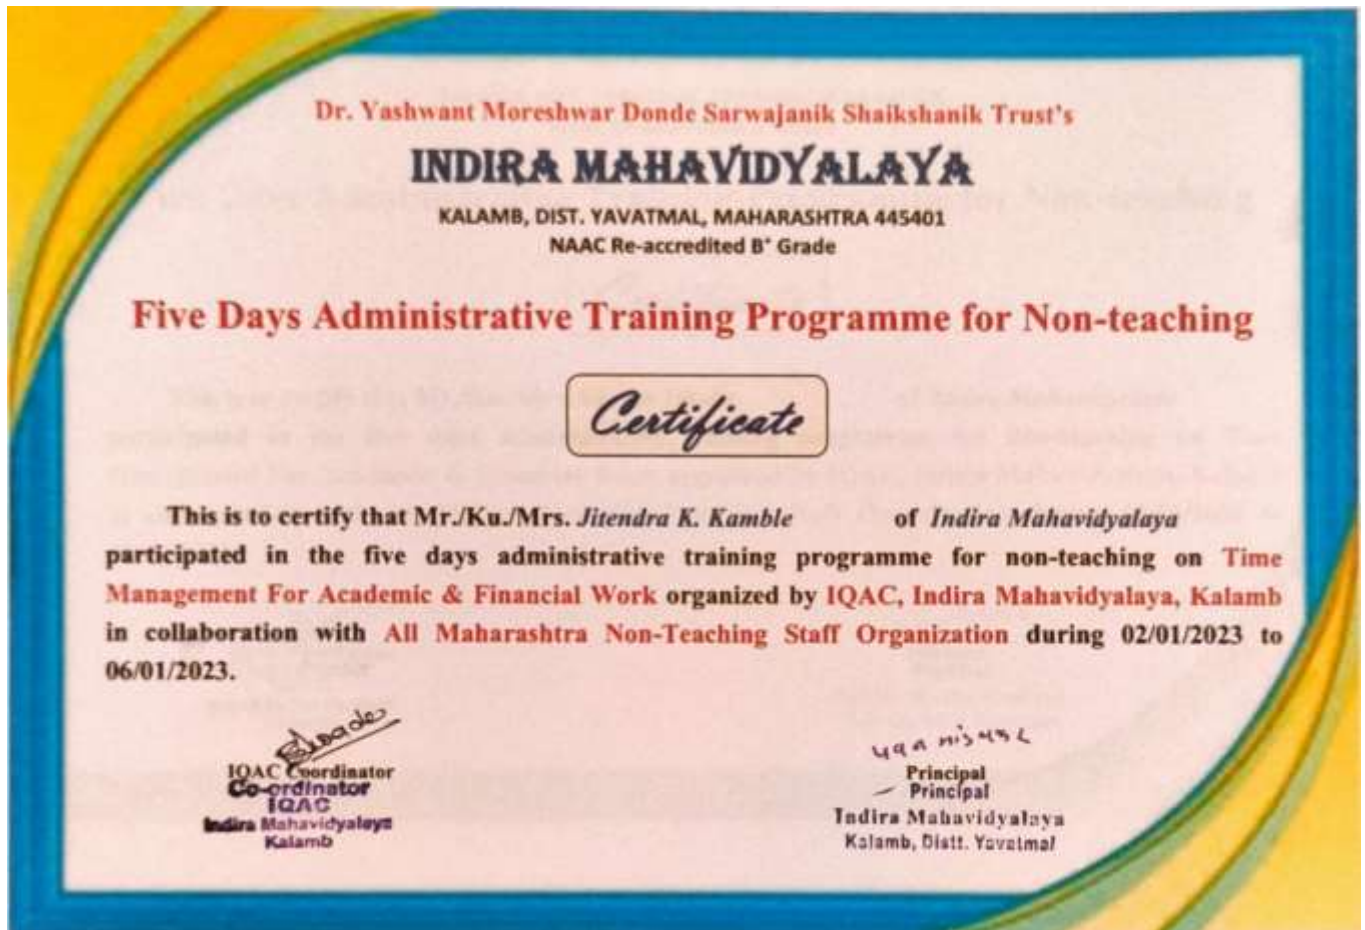 Dr. Yashwant Moreshwar Donde Sarwajanik Shaikshanik Trust's
INDIRA MAHAVIDYALAYA
KALAMB, DIST. YAVATMAL, MAHARASHTRA 445401
NAAC Re-accredited B+ Grade
Five Days Administrative Training Programme for Non-teaching
Certificate
This is to certify that Mr./Ku./Mrs. Jitendra K. Kamble of Indira Mahavidyalaya
participated in the five days administrative training programme for non-teaching on Time
Management For Academic & Financial Work organized by IQAC, Indira Mahavidyalaya, Kalamb
in collaboration with All Maharashtra Non-Teaching Staff Organization during 02/01/2023 to
06/01/2023.
IQAC Coordinator
Co-ordinator
IQAC
Indira Mahavidyalaya
Kalamb
Principal
Principal
Indira Mahavidyalaya
Kalamb, Distt. Yavatmal